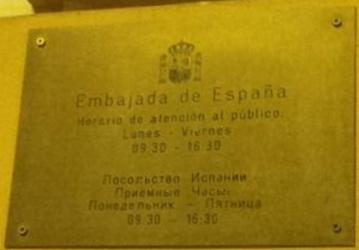 Embajada de España
Horario de atención al público:
Lunes - Viernes
09.30 - 16.30
Посольство Испании
Приемные Часы:
Понедельник - Пятница
09.30 - 16.30